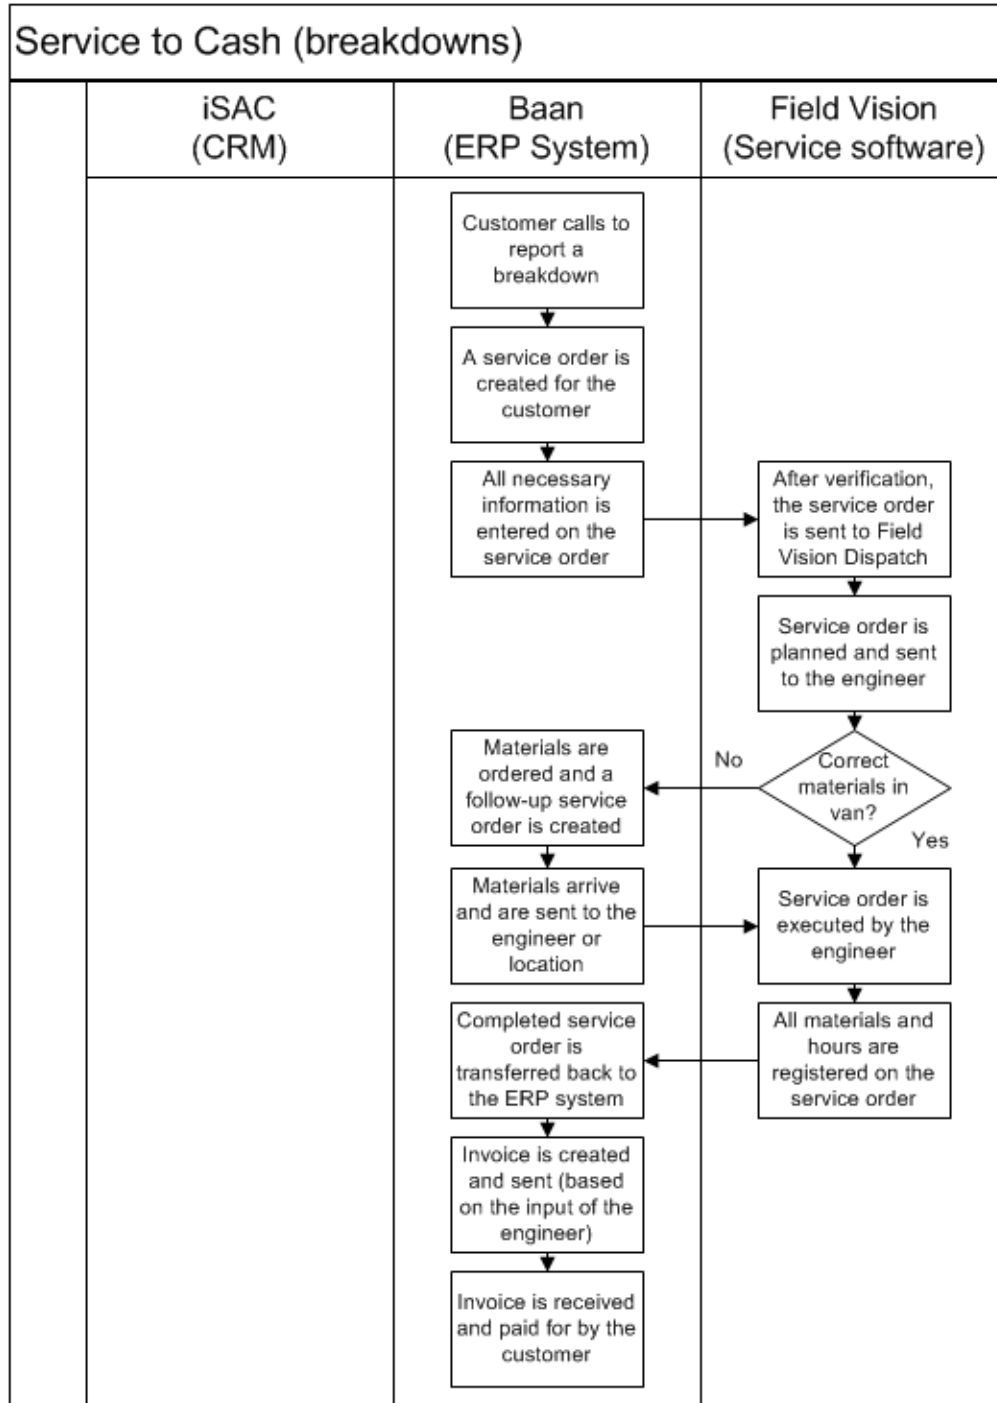 Service to Cash (breakdowns)
iSAC
(CRM)
Baan
(ERP System)
Field Vision
(Service software)
Customer calls to
report a
breakdown
A service order is
created for the
customer
All necessary
information is
entered on the
service order
After verification,
the service order
is sent to Field
Vision Dispatch
Service order is
planned and sent
to the engineer
Correct
materials in
van?
No
Yes
Materials are
ordered and a
follow-up service
order is created
Materials arrive
and are sent to the
engineer or
location
Service order is
executed by the
engineer
All materials and
hours are
registered on the
service order
Completed service
order is
transferred back to
the ERP system
Invoice is created
and sent (based
on the input of the
engineer)
Invoice is received
and paid for by the
customer